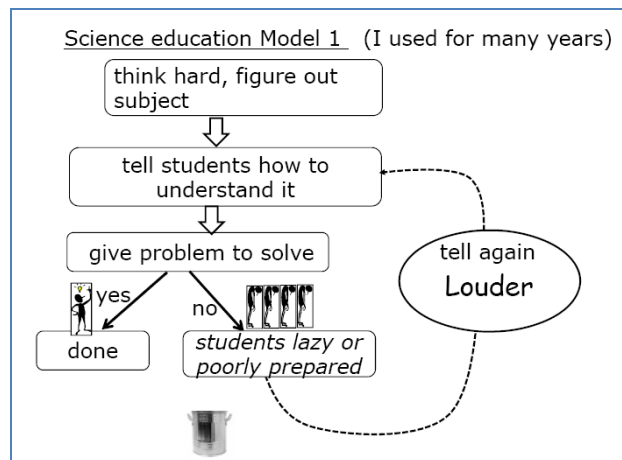 Science education Model 1 (I used for many years)
think hard, figure out
subject
tell students how to
understand it
give problem to solve
yes
no
done
students lazy or
poorly prepared
tell again
Louder